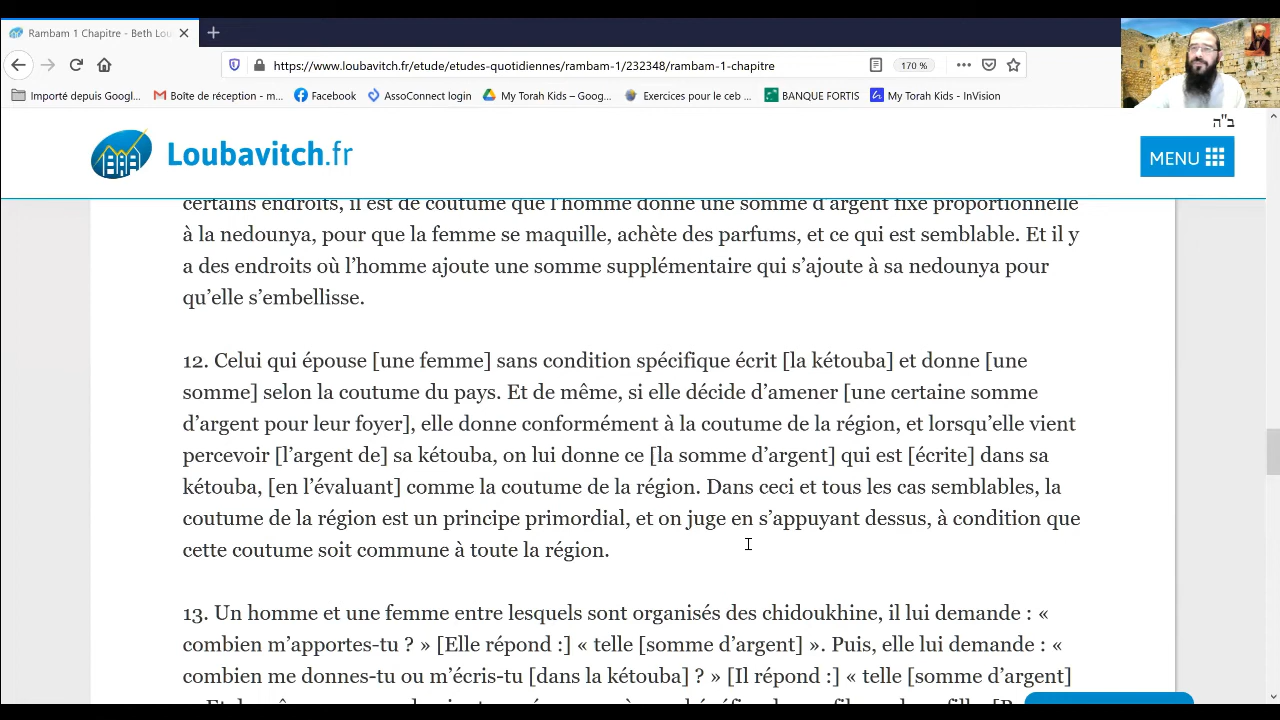 Rambam 1 Chapitre - Beth Lou
https://www.loubavitch.fr/etude/etudes-quotidiennes/rambam-1/232348/rambam-1-chapitre
170 %
Importé depuis Googl... Boîte de réception - m... Facebook AssoConnect login My Torah Kids – Goog... Exercices pour le ceb ... BANQUE FORTIS My Torah Kids - InVision
ב"ה
Loubavitch.fr
MENU
certains endroits, il est de coutume que l’homme donne une somme d’argent fixe proportionnelle
à la nedounya, pour que la femme se maquille, achète des parfums, et ce qui est semblable. Et il y
a des endroits où l’homme ajoute une somme supplémentaire qui s’ajoute à sa nedounya pour
qu’elle s’embellisse.
12. Celui qui épouse [une femme] sans condition spécifique écrit [la kétouba] et donne [une
somme] selon la coutume du pays. Et de même, si elle décide d’amener [une certaine somme
d’argent pour leur foyer], elle donne conformément à la coutume de la région, et lorsqu’elle vient
percevoir [l’argent de] sa kétouba, on lui donne ce [la somme d’argent] qui est [écrite] dans sa
kétouba, [en l’évaluant] comme la coutume de la région. Dans ceci et tous les cas semblables, la
coutume de la région est un principe primordial, et on juge en s’appuyant dessus, à condition que
cette coutume soit commune à toute la région.
13. Un homme et une femme entre lesquels sont organisés des chidoukhine, il lui demande : «
combien m’apportes-tu ? » [Elle répond :] « telle [somme d’argent] ». Puis, elle lui demande : «
combien me donnes-tu ou m’écris-tu [dans la kétouba] ? » [Il répond :] « telle [somme d’argent]